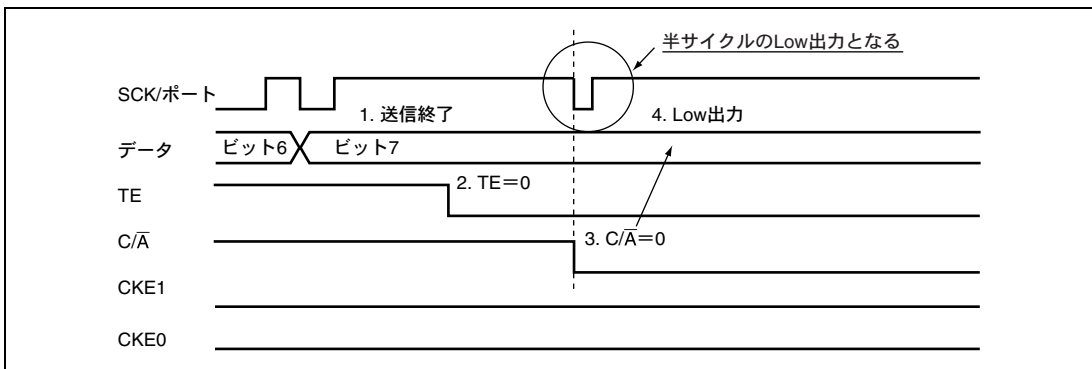 半サイクルのLow出力となる
SCK/ポート
1. 送信終了
4. Low出力
データ
ビット6
ビット7
TE
2. TE＝0
C/A̅
3. C/A̅＝0
CKE1
CKE0